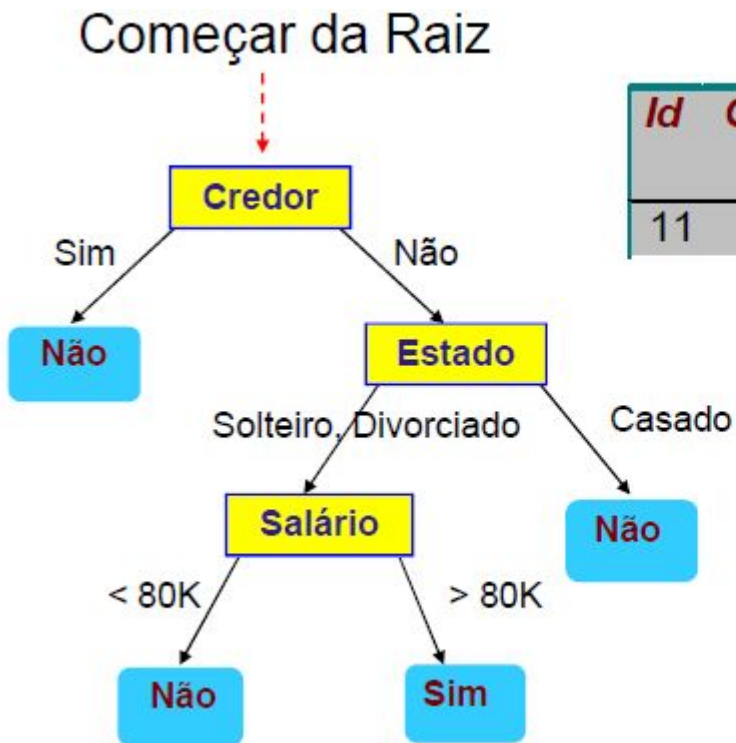 Começar da Raiz
Id
Credor
11
Sim
Não
Não
Estado
Solteiro, Divorciado
Casado
Salário
Não
< 80K
> 80K
Não
Sim